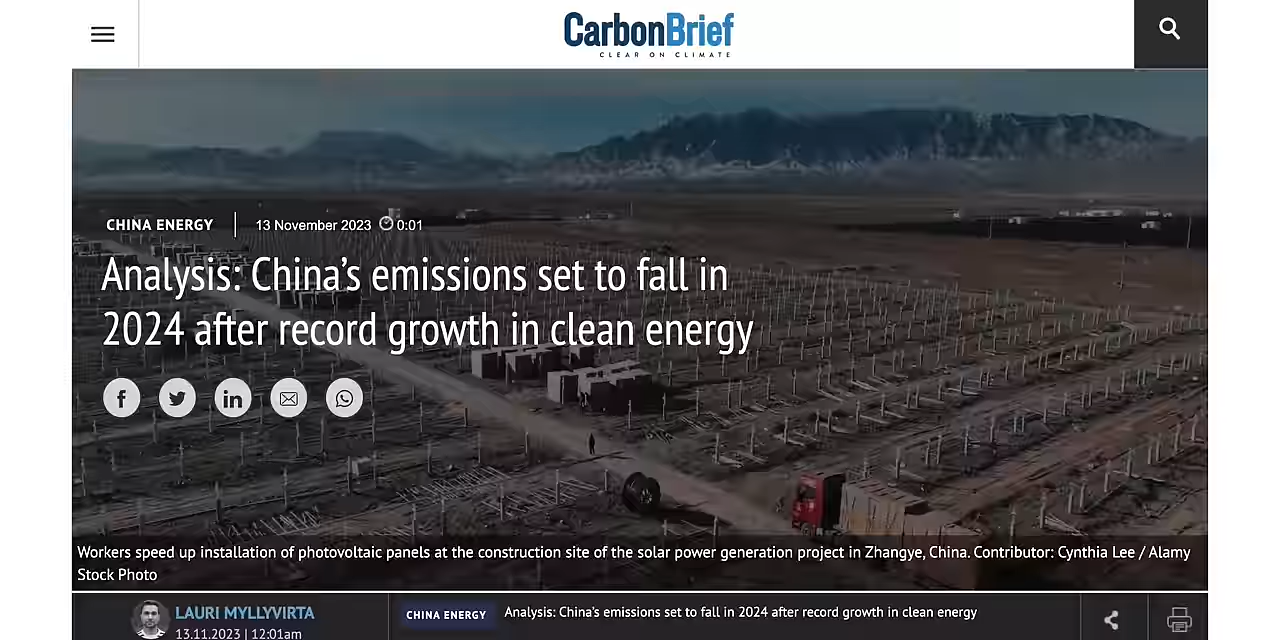 CarbonBrief
CLEAR ON CLIMATE
CHINA ENERGY 13 November 2023 0:01
Analysis: China’s emissions set to fall in
2024 after record growth in clean energy
Workers speed up installation of photovoltaic panels at the construction site of the solar power generation project in Zhangye, China. Contributor: Cynthia Lee / Alamy
Stock Photo
LAURI MYLLYVIRTA
13.11.2023 | 12:01am
CHINA ENERGY Analysis: China's emissions set to fall in 2024 after record growth in clean energy